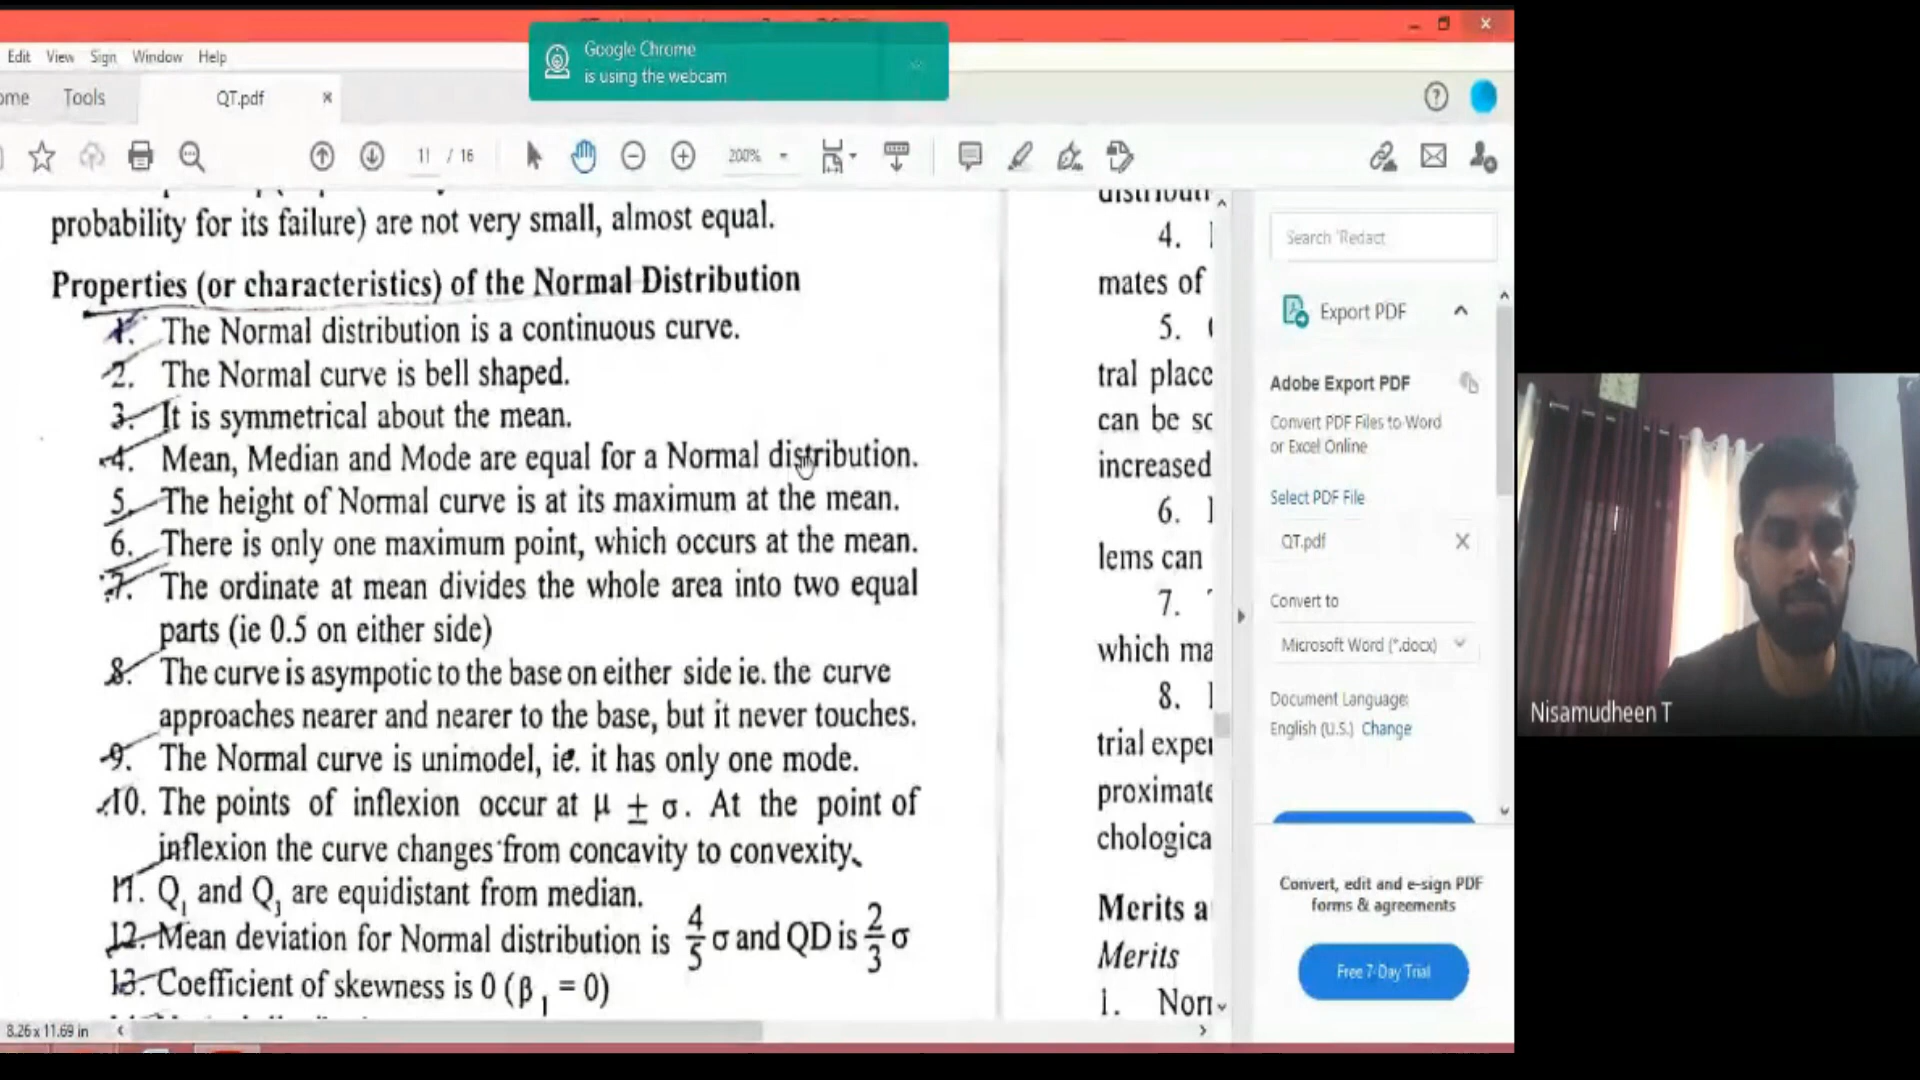 Google Chrome
is using the webcam
Edit View Sign Window Help
ome Tools QT.pdf
11 / 16 200%
probability for its failure) are not very small, almost equal.
Properties (or characteristics) of the Normal Distribution
1. The Normal distribution is a continuous curve.
2. The Normal curve is bell shaped.
3. It is symmetrical about the mean.
4. Mean, Median and Mode are equal for a Normal distribution.
5. The height of Normal curve is at its maximum at the mean.
6. There is only one maximum point, which occurs at the mean.
7. The ordinate at mean divides the whole area into two equal
parts (ie 0.5 on either side)
8. The curve is asympotic to the base on either side ie. the curve
approaches nearer and nearer to the base, but it never touches.
9. The Normal curve is unimodel, ie. it has only one mode.
10. The points of inflexion occur at μ ± σ. At the point of
inflexion the curve changes from concavity to convexity.
11. Q₁ and Q₃ are equidistant from median.
12. Mean deviation for Normal distribution is 4/5 σ and QD is 2/3 σ
13. Coefficient of skewness is 0 (β₁ = 0)
8.26 x 11.69 in
4.
mates of
5.
tral place
can be sc
increased
6.
lems can
7.
which ma
8.
trial exper
proximate
chologica
Merits a
Merits
1. Nor
Search 'Redact
Export PDF
Adobe Export PDF
Convert PDF Files to Word
or Excel Online
Select PDF File
QT.pdf
Convert to
Microsoft Word (*.docx)
Document Language:
English (U.S.) Change
Convert, edit and e-sign PDF
forms & agreements
Free 7-Day Trial
Nisamudheen T